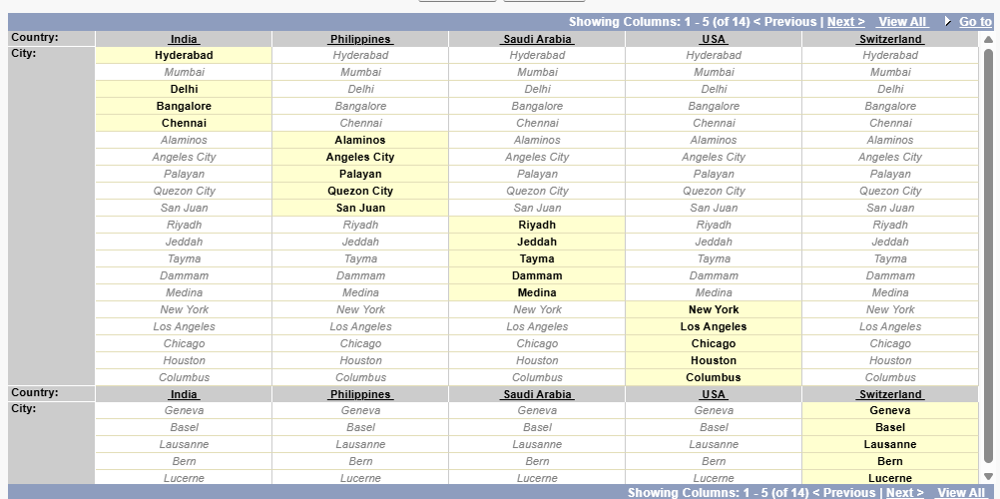 Showing Columns: 1 - 5 (of 14) < Previous | Next > View All Go to
Country: India Philippines Saudi Arabia USA Switzerland
City: Hyderabad Hyderabad Hyderabad Hyderabad Hyderabad
Mumbai Mumbai Mumbai Mumbai Mumbai
Delhi Delhi Delhi Delhi Delhi
Bangalore Bangalore Bangalore Bangalore Bangalore
Chennai Chennai Chennai Chennai Chennai
Alaminos Alaminos Alaminos Alaminos Alaminos
Angeles City Angeles City Angeles City Angeles City Angeles City
Palayan Palayan Palayan Palayan Palayan
Quezon City Quezon City Quezon City Quezon City Quezon City
San Juan San Juan San Juan San Juan San Juan
Riyadh Riyadh Riyadh Riyadh Riyadh
Jeddah Jeddah Jeddah Jeddah Jeddah
Tayma Tayma Tayma Tayma Tayma
Dammam Dammam Dammam Dammam Dammam
Medina Medina Medina Medina Medina
New York New York New York New York New York
Los Angeles Los Angeles Los Angeles Los Angeles Los Angeles
Chicago Chicago Chicago Chicago Chicago
Houston Houston Houston Houston Houston
Columbus Columbus Columbus Columbus Columbus
Country: India Philippines Saudi Arabia USA Switzerland
City: Geneva Geneva Geneva Geneva Geneva
Basel Basel Basel Basel Basel
Lausanne Lausanne Lausanne Lausanne Lausanne
Bern Bern Bern Bern Bern
Lucerne Lucerne Lucerne Lucerne Lucerne
Showing Columns: 1 - 5 (of 14) < Previous | Next > View All